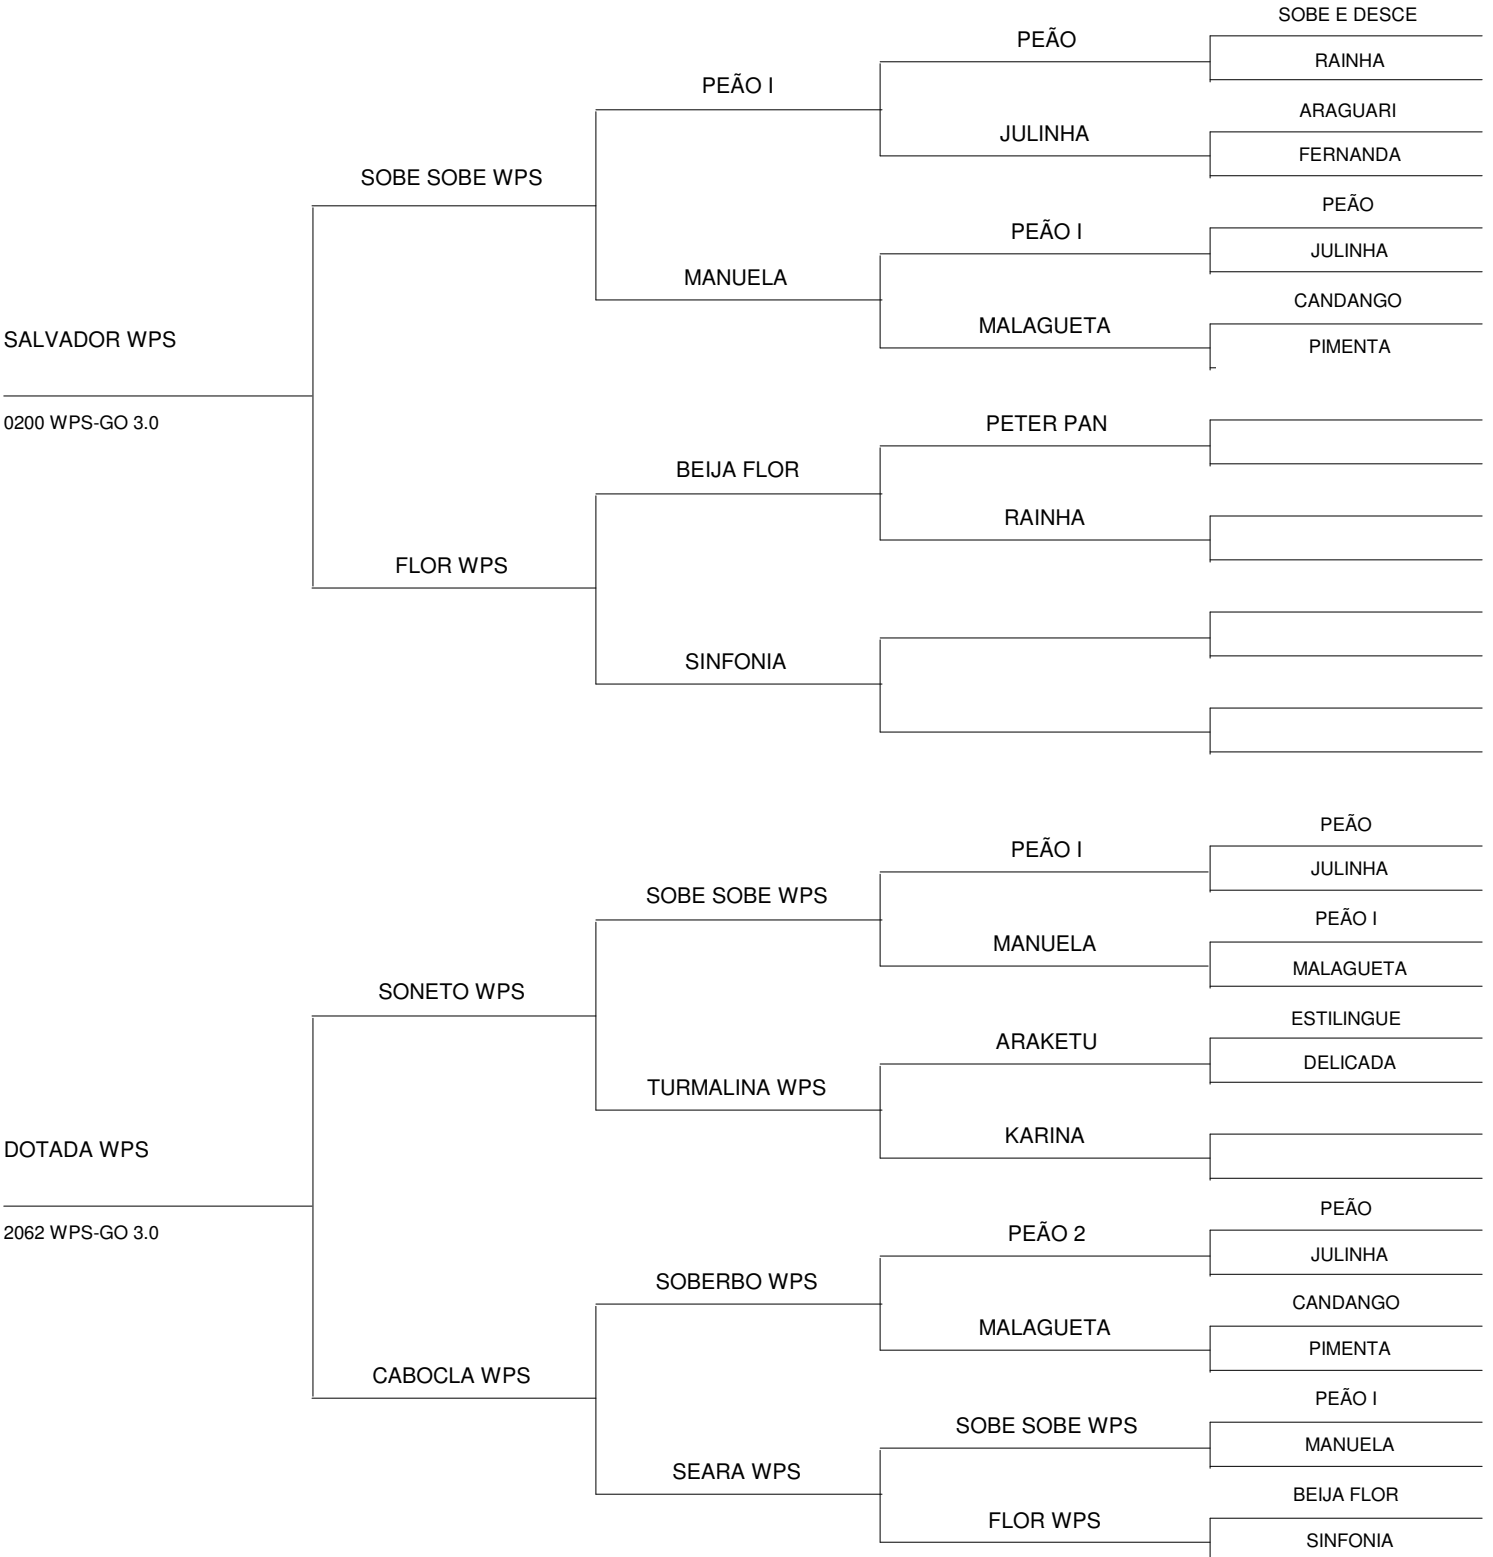 SOBE E DESCE
PEÃO
RAINHA
PEÃO I
ARAGUARI
JULINHA
FERNANDA
SOBE SOBE WPS
PEÃO
PEÃO I
JULINHA
MANUELA
CANDANGO
MALAGUETA
SALVADOR WPS
PIMENTA
0200 WPS-GO 3.0
PETER PAN
BEIJA FLOR
RAINHA
FLOR WPS
SINFONIA
PEÃO
PEÃO I
JULINHA
SOBE SOBE WPS
PEÃO I
MANUELA
MALAGUETA
SONETO WPS
ESTILINGUE
ARAKETU
DELICADA
TURMALINA WPS
KARINA
DOTADA WPS
PEÃO
2062 WPS-GO 3.0
PEÃO 2
JULINHA
SOBERBO WPS
CANDANGO
MALAGUETA
PIMENTA
CABOCLA WPS
PEÃO I
SOBE SOBE WPS
MANUELA
SEARA WPS
BEIJA FLOR
FLOR WPS
SINFONIA